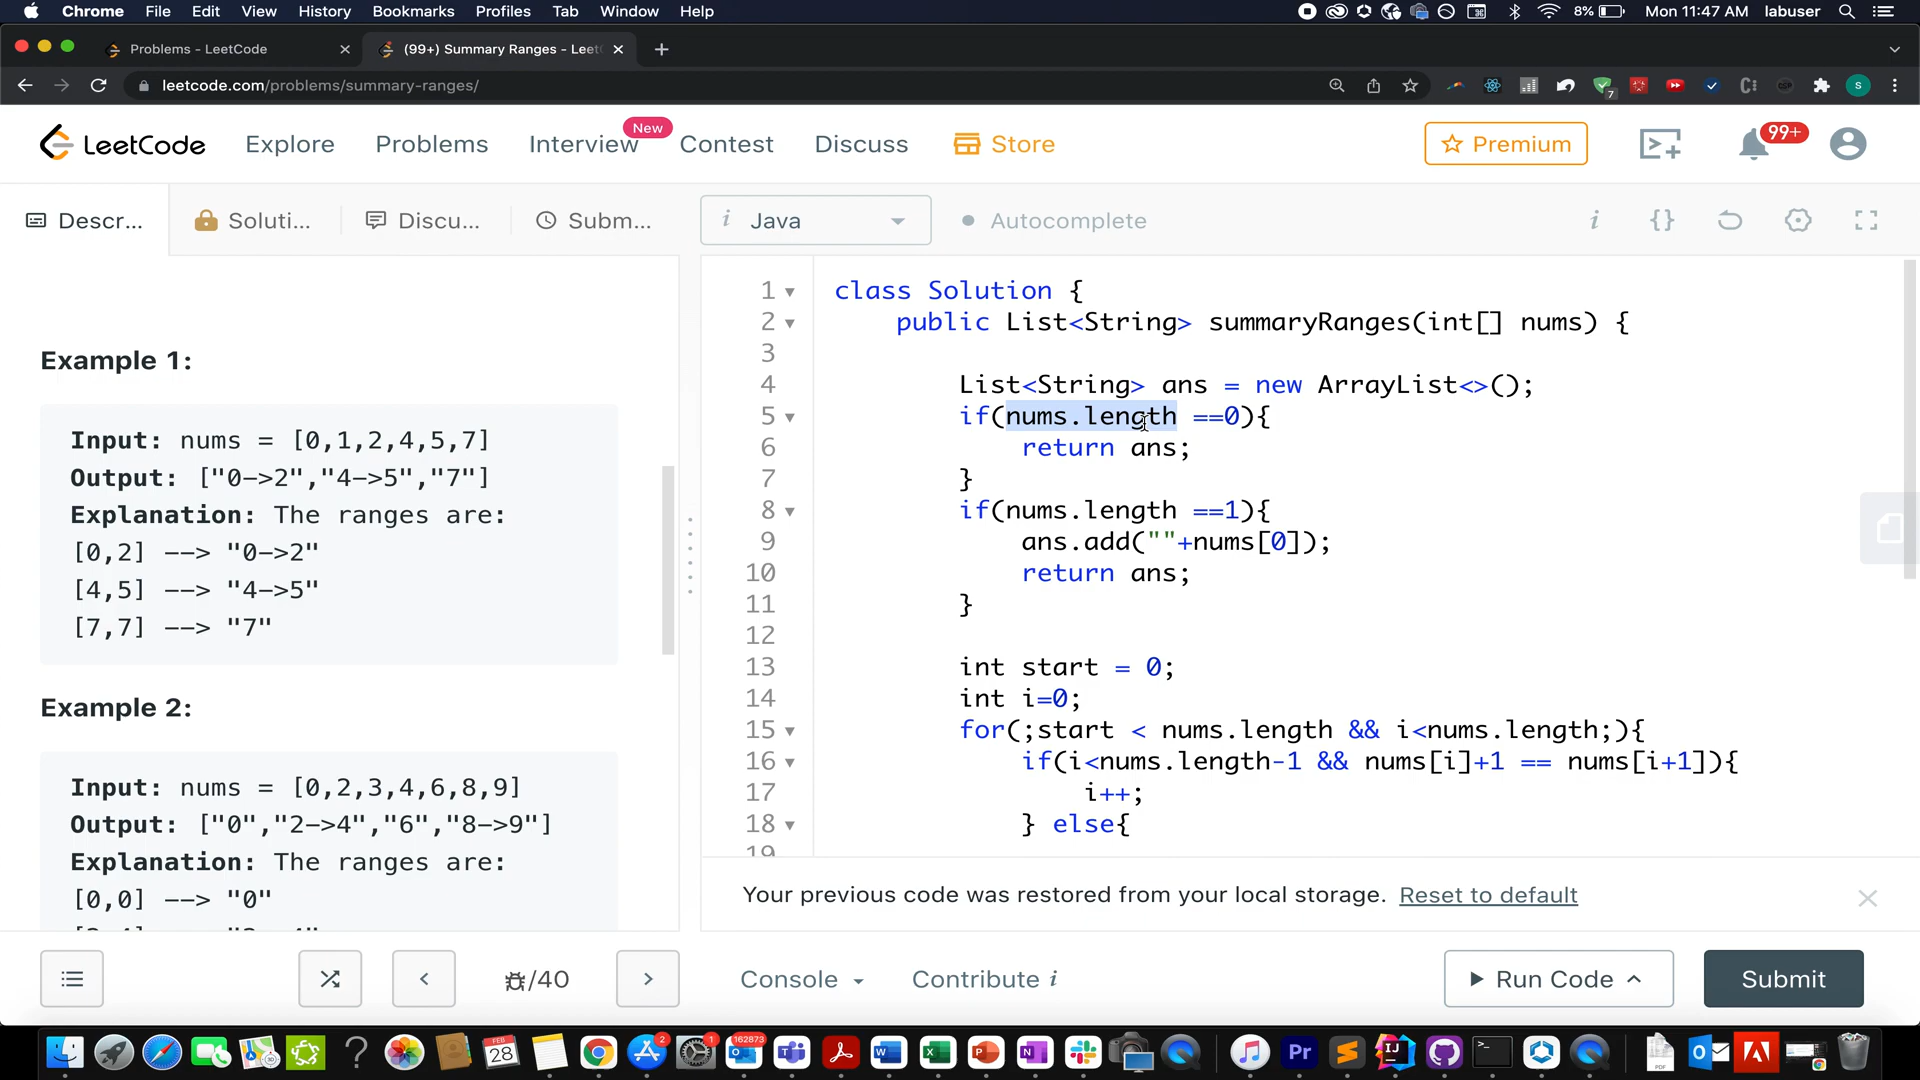 Chrome File Edit View History Bookmarks Profiles Tab Window Help
8% Mon 11:47 AM labuser
Problems - LeetCode
(99+) Summary Ranges - Leet
leetcode.com/problems/summary-ranges/
7
S
LeetCode Explore Problems Interview New Contest Discuss Store
Premium
99+
Descr... Soluti... Discu... Subm...
i Java Autocomplete
i {}
Example 1:
Input: nums = [0,1,2,4,5,7]
Output: ["0->2","4->5","7"]
Explanation: The ranges are:
[0,2] --> "0->2"
[4,5] --> "4->5"
[7,7] --> "7"
Example 2:
Input: nums = [0,2,3,4,6,8,9]
Output: ["0","2->4","6","8->9"]
Explanation: The ranges are:
[0,0] --> "0"
1 class Solution {
2 public List<String> summaryRanges(int[] nums) {
3
4 List<String> ans = new ArrayList<>();
5 if(nums.length ==0){
6 return ans;
7 }
8 if(nums.length ==1){
9 ans.add(""+nums[0]);
10 return ans;
11 }
12
13 int start = 0;
14 int i=0;
15 for(;start < nums.length && i<nums.length;){
16 if(i<nums.length-1 && nums[i]+1 == nums[i+1]){
17 i++;
18 } else{
19
Your previous code was restored from your local storage. Reset to default
/40
Console Contribute i
Run Code Submit
FEB
28
2
162873